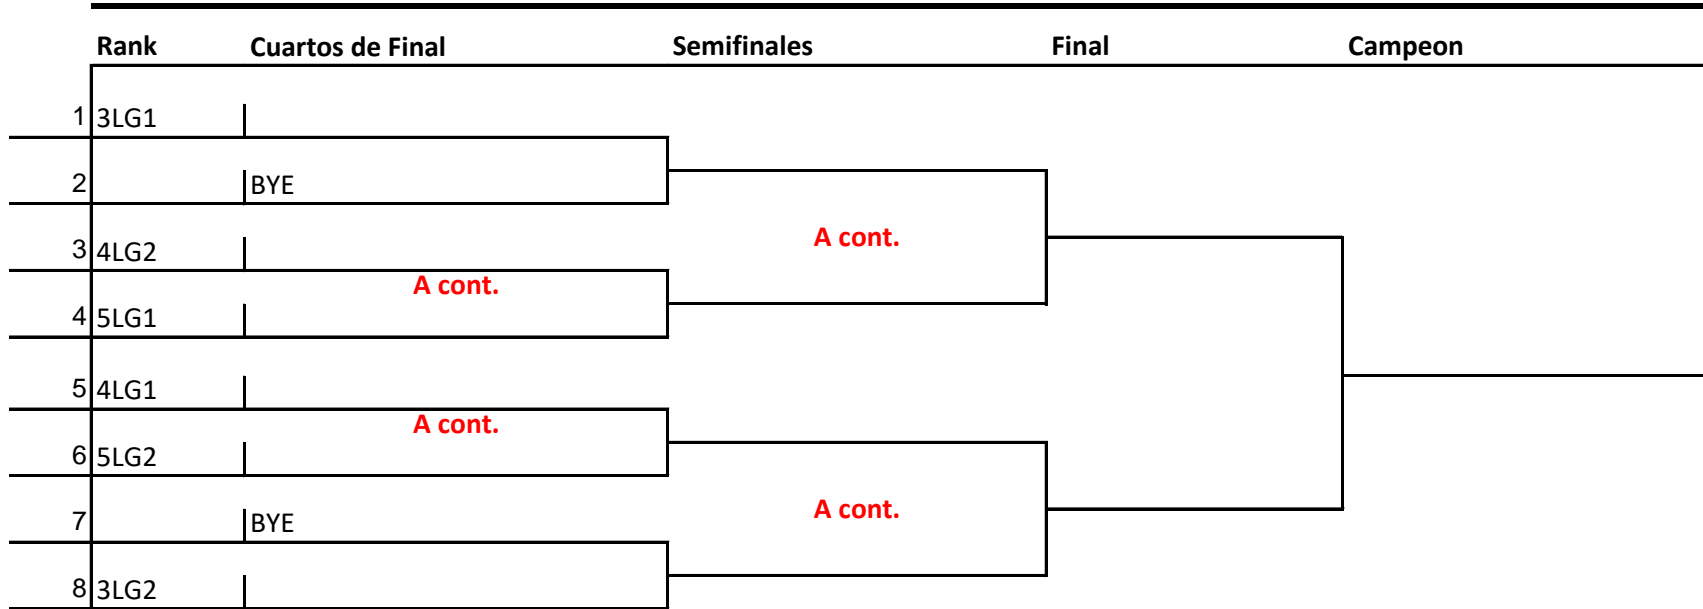 Rank Cuartos de Final Semifinales Final Campeon
1 3LG1
2 BYE
A cont.
3 4LG2
A cont.
4 5LG1
5 4LG1
A cont.
6 5LG2
A cont.
7 BYE
8 3LG2